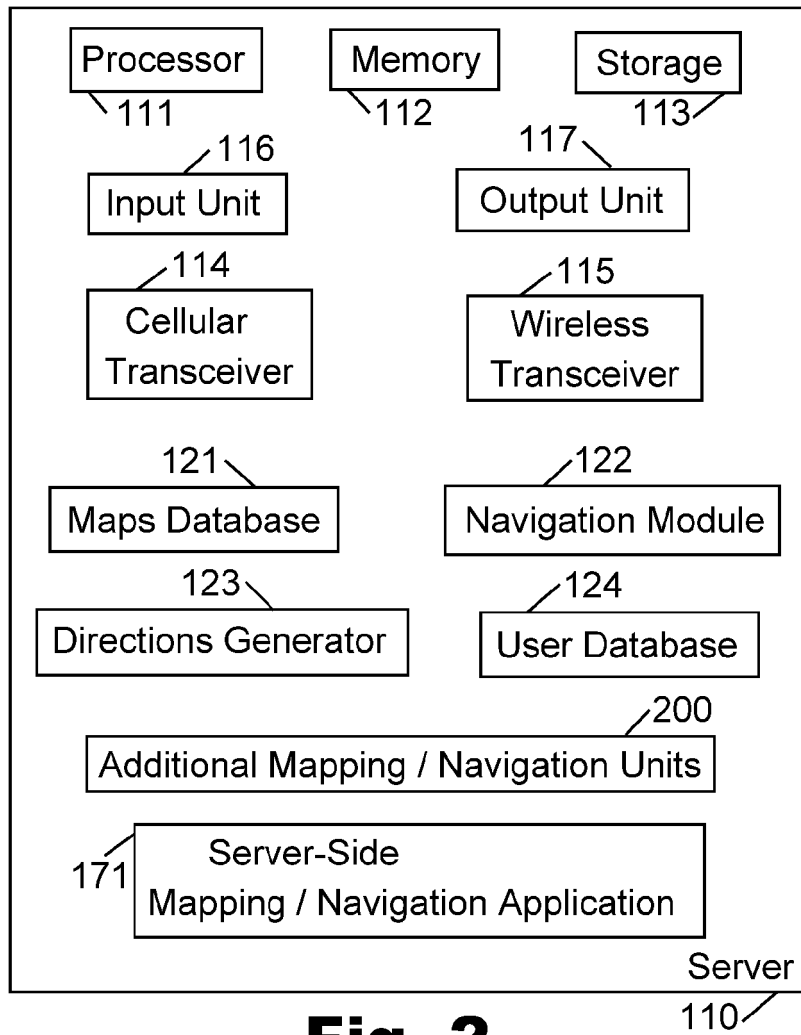 Processor
Memory
Storage
111
112
113
116
117
Input Unit
Output Unit
114
115
Cellular
Transceiver
Wireless
Transceiver
121
122
Maps Database
Navigation Module
123
124
Directions Generator
User Database
200
Additional Mapping / Navigation Units
171
Server-Side
Mapping / Navigation Application
Server
110
Fig.